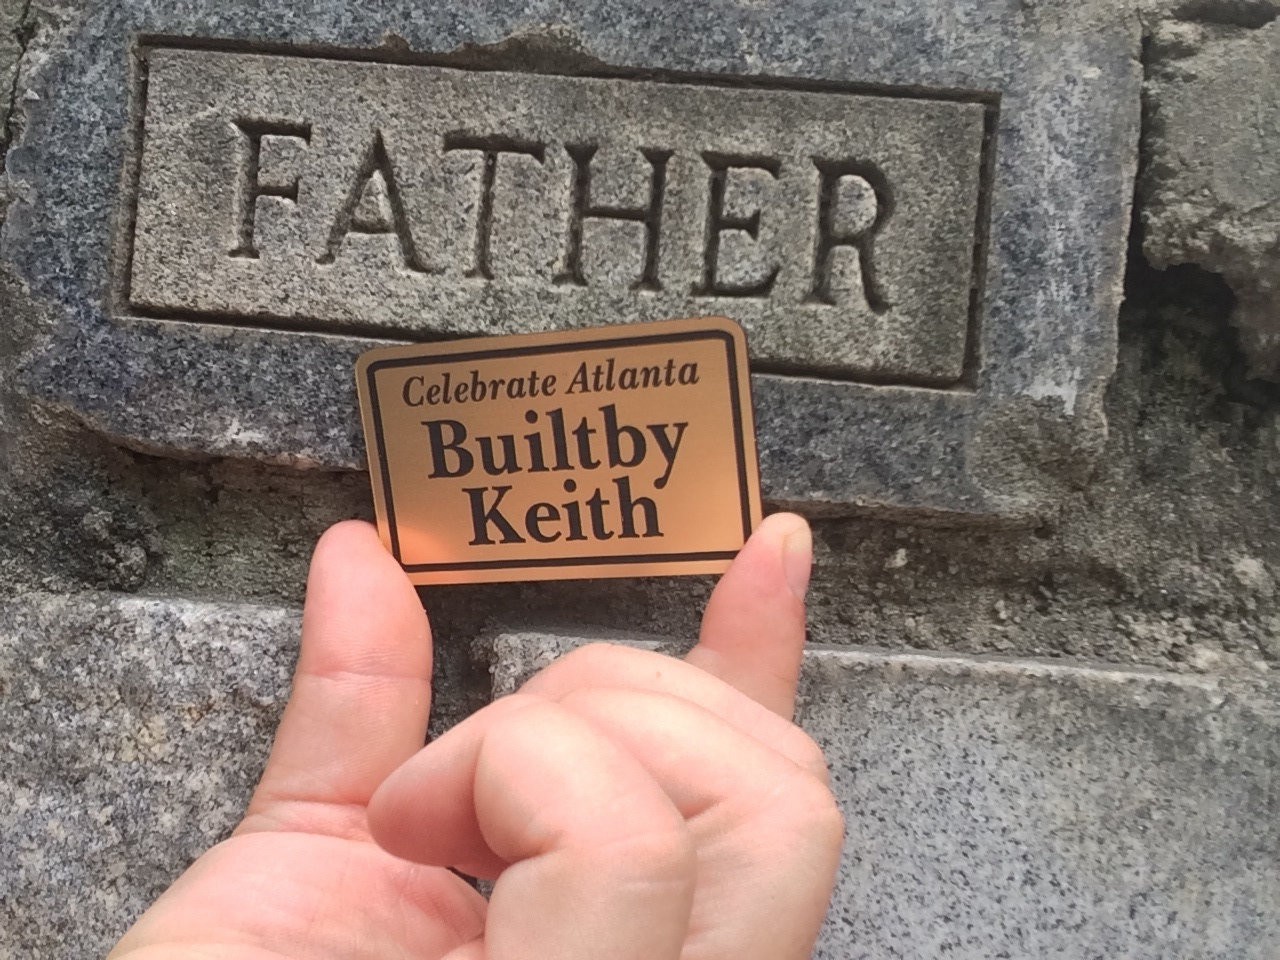 FATHER
Celebrate Atlanta
Builtby
Keith